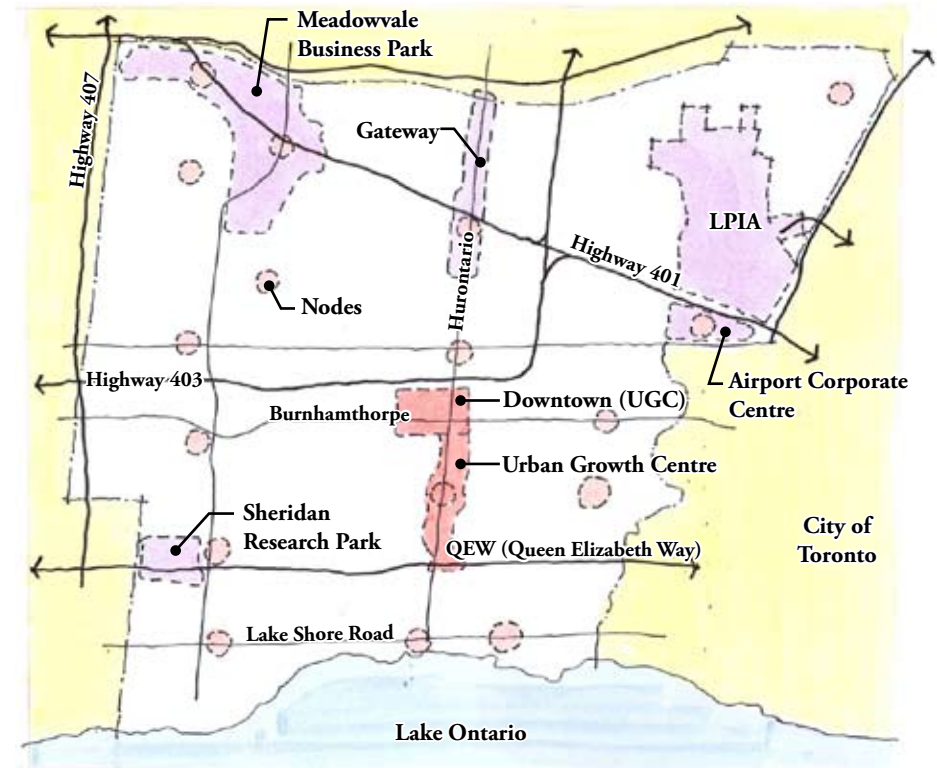 Meadowvale
Business Park
Highway 407
Gateway
LPIA
Highway 401
Hurontario
Nodes
Highway 403
Airport Corporate
Centre
Downtown (UGC)
Burnhamthorpe
Urban Growth Centre
Sheridan
Research Park
City of
Toronto
QEW (Queen Elizabeth Way)
Lake Shore Road
Lake Ontario